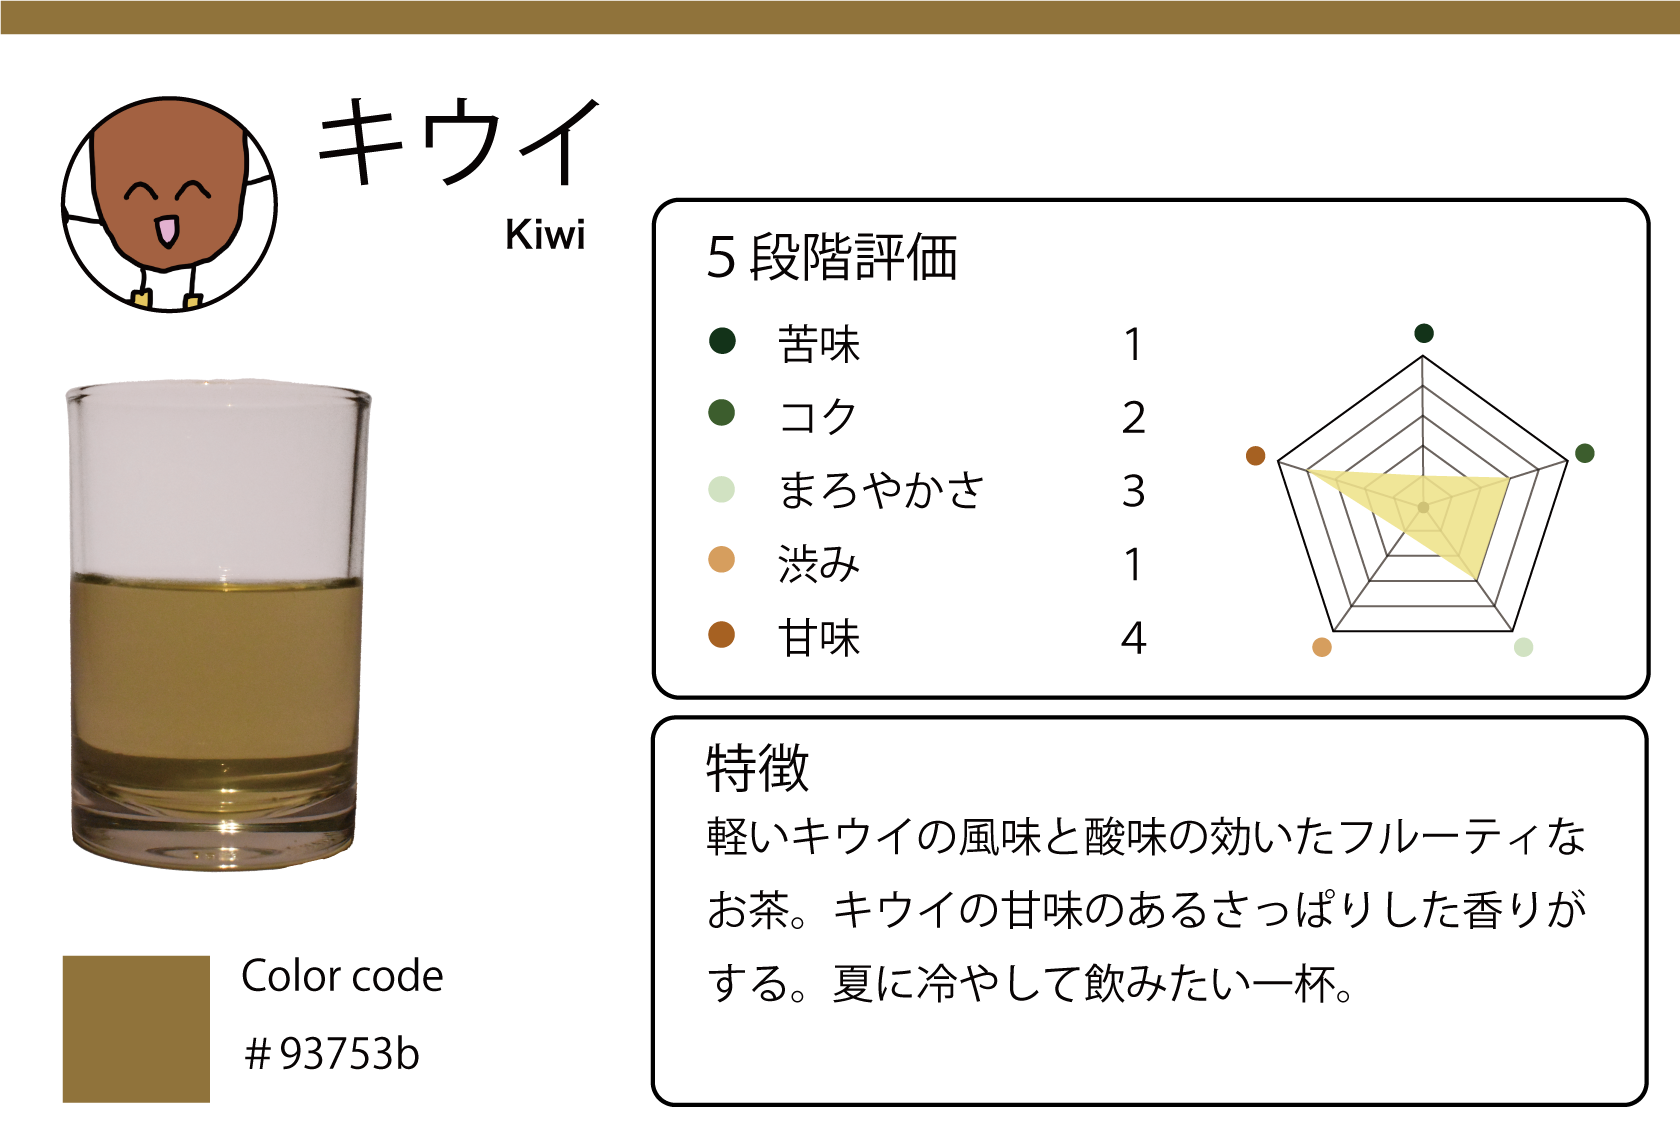 キウイ
Kiwi
5 段階評価
苦味 1
コク 2
まろやかさ 3
渋み 1
甘味 4
特徴
軽いキウイの風味と酸味の効いたフルーティな
お茶。キウイの甘味のあるさっぱりした香りが
する。夏に冷やして飲みたい一杯。
Color code
＃93753b